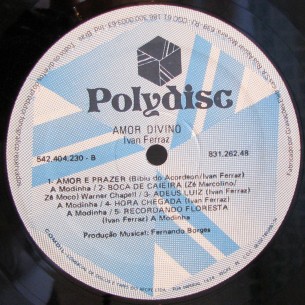 Polydisc
AMOR DIVINO
Ivan Ferraz
542.404.230 - B
831.262.48
1- AMOR E PRAZER (Bibiu do Acordeon/Ivan Ferraz)
A Modinha / 2- BOCA DE CAIEIRA (Zé Marcolino/
Zé Moco) Warner Chapell / 3- ADEUS LUIZ (Ivan Ferraz)
A Modinha / 4- HORA CHEGADA (Ivan Ferraz)
A Modinha / 5- RECORDANDO FLORESTA
(Ivan Ferraz) A Modinha
Produção Musical: Fernando Borges